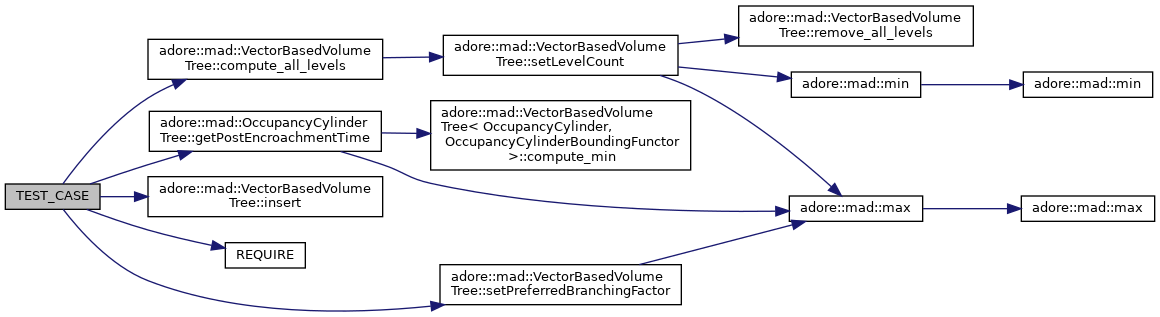 TEST_CASE
adore::mad::VectorBasedVolume
Tree::compute_all_levels
adore::mad::OccupancyCylinder
Tree::getPostEncroachmentTime
adore::mad::VectorBasedVolume
Tree::insert
REQUIRE
adore::mad::VectorBasedVolume
Tree::setLevelCount
adore::mad::VectorBasedVolume
Tree< OccupancyCylinder,
OccupancyCylinderBoundingFunctor
>::compute_min
adore::mad::VectorBasedVolume
Tree::setPreferredBranchingFactor
adore::mad::VectorBasedVolume
Tree::remove_all_levels
adore::mad::min
adore::mad::max
adore::mad::min
adore::mad::max